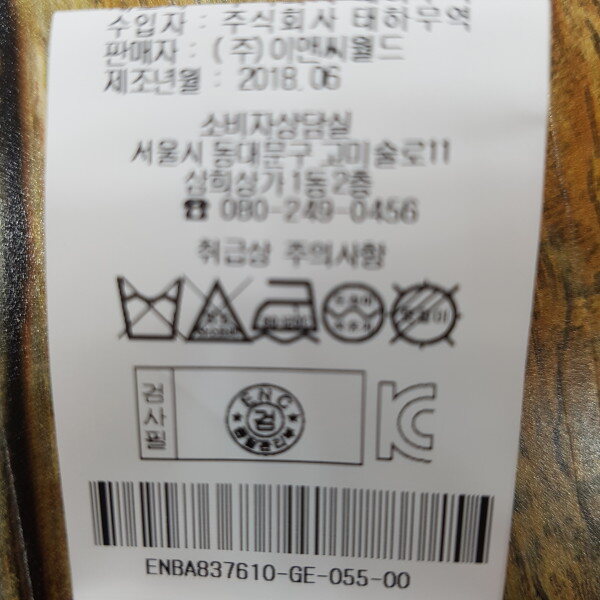 수입자 : 주식회사 태하무역
판매자 : (주)이앤씨월드
제조년월 : 2018.06
소비자상담실
서울시 동대문구 고미술로11
삼희상가1동2층
☎ 080-249-0456
취급상 주의사항
검사필
ENC
검
ENBA837610-GE-055-00